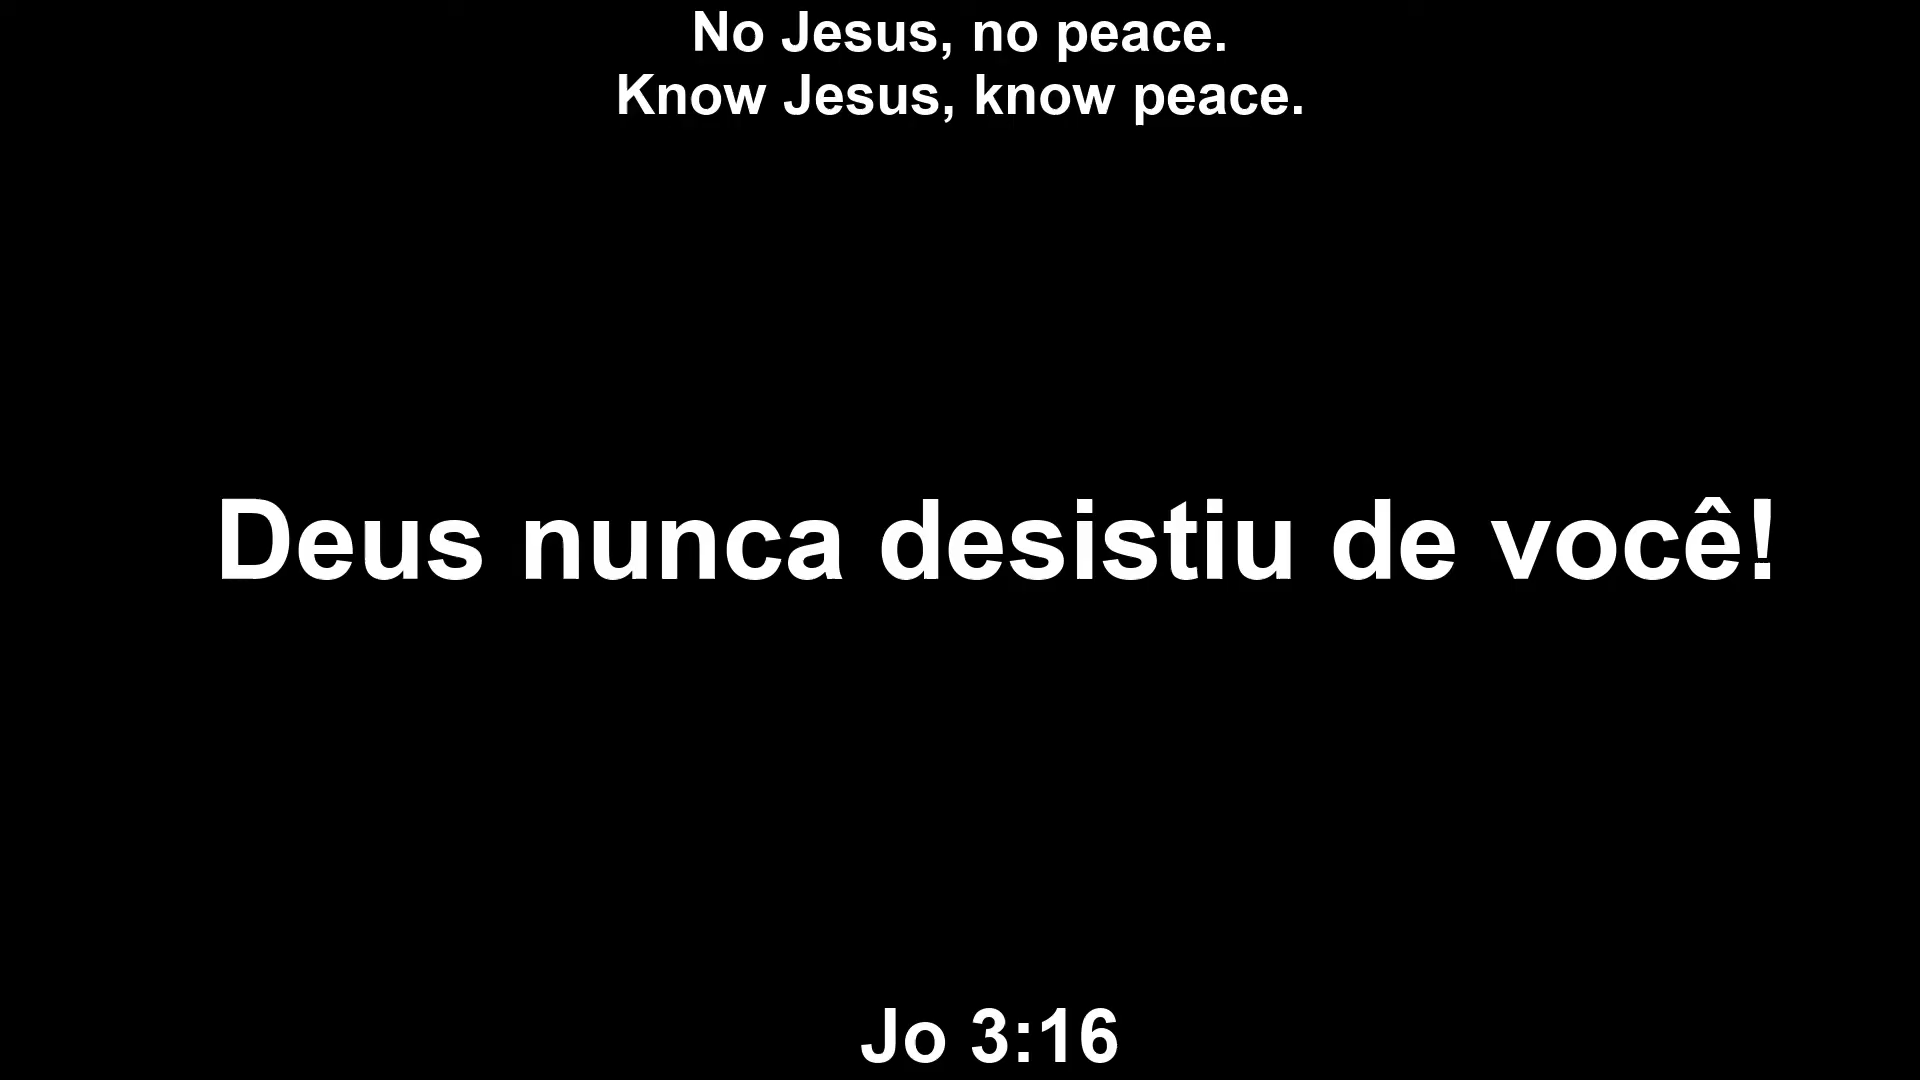 No Jesus, no peace.
Know Jesus, know peace.
Deus nunca desistiu de você!
Jo 3:16